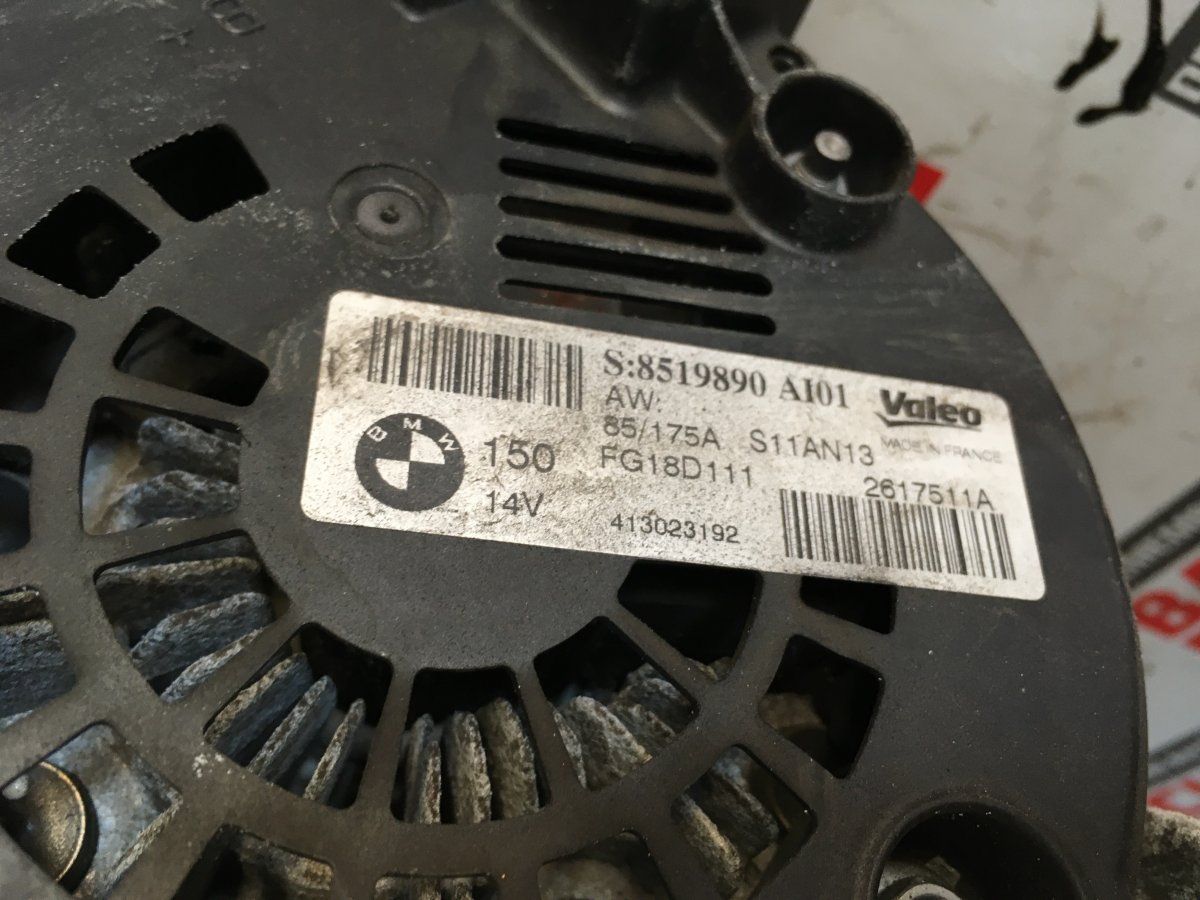 S:8519890 AI01
Valeo
AW:
MADE IN FRANCE
85/175A S11AN13
BMW
150
FG18D111
2617511A
14V
413023192